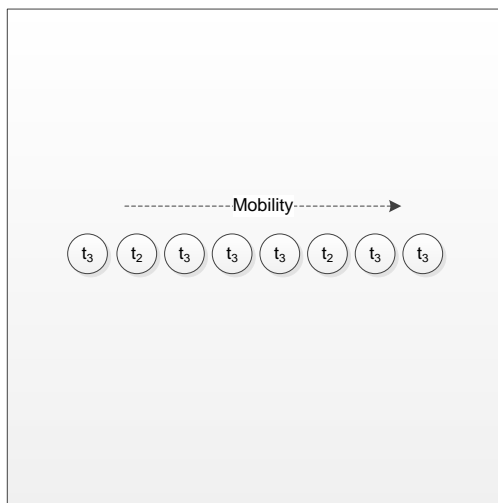 Mobility
t₃ t₂ t₃ t₃ t₃ t₂ t₃ t₃